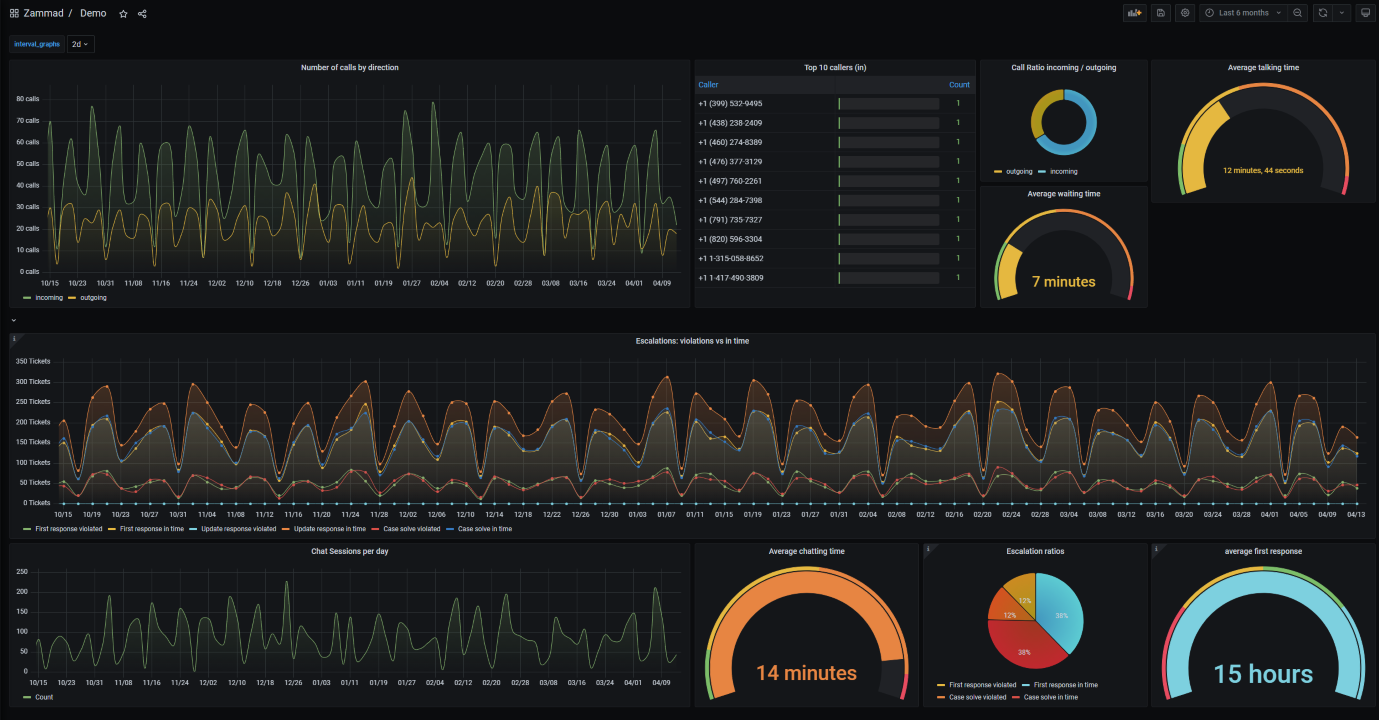 Zammad / Demo
Last 6 months
interval_graphs 2d
Number of calls by direction
80 calls
70 calls
60 calls
50 calls
40 calls
30 calls
20 calls
10 calls
0 calls
10/15 10/23 10/31 11/08 11/16 11/24 12/02 12/10 12/18 12/26 01/03 01/11 01/19 01/27 02/04 02/12 02/20 02/28 03/08 03/16 03/24 04/01 04/09
incoming outgoing
Top 10 callers (in)
Caller Count
+1 (399) 532-9495 1
+1 (438) 238-2409 1
+1 (460) 274-8389 1
+1 (476) 377-3129 1
+1 (497) 760-2261 1
+1 (544) 284-7398 1
+1 (791) 735-7327 1
+1 (820) 596-3304 1
+1 1-315-058-8652 1
+1 1-417-490-3809 1
Call Ratio incoming / outgoing
outgoing incoming
Average waiting time
7 minutes
Average talking time
12 minutes, 44 seconds
Escalations: violations vs in time
350 Tickets
300 Tickets
250 Tickets
200 Tickets
150 Tickets
100 Tickets
50 Tickets
0 Tickets
10/15 10/19 10/23 10/27 10/31 11/04 11/08 11/12 11/16 11/20 11/24 11/28 12/02 12/06 12/10 12/14 12/18 12/22 12/26 12/30 01/03 01/07 01/11 01/15 01/19 01/23 01/27 01/31 02/04 02/08 02/12 02/16 02/20 02/24 02/28 03/04 03/08 03/12 03/16 03/20 03/24 03/28 04/01 04/05 04/09 04/13
First response violated First response in time Update response violated Update response in time Case solve violated Case solve in time
Chat Sessions per day
250
200
150
100
50
0
10/15 10/23 10/31 11/08 11/16 11/24 12/02 12/10 12/18 12/26 01/03 01/11 01/19 01/27 02/04 02/12 02/20 02/28 03/08 03/16 03/24 04/01 04/09
Count
Average chatting time
14 minutes
Escalation ratios
12%
38%
12%
38%
First response violated First response in time
Case solve violated Case solve in time
average first response
15 hours